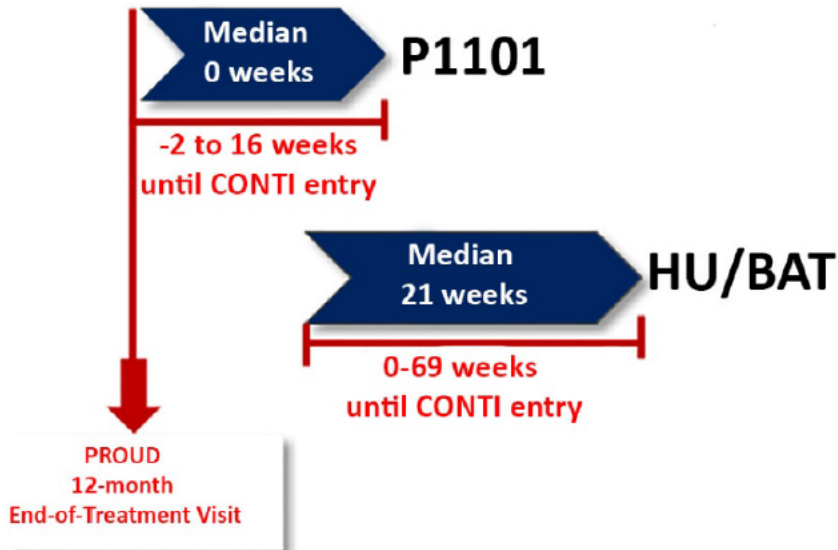 Median
0 weeks
P1101
-2 to 16 weeks
until CONTI entry
Median
21 weeks
HU/BAT
0-69 weeks
until CONTI entry
PROUD
12-month
End-of-Treatment Visit